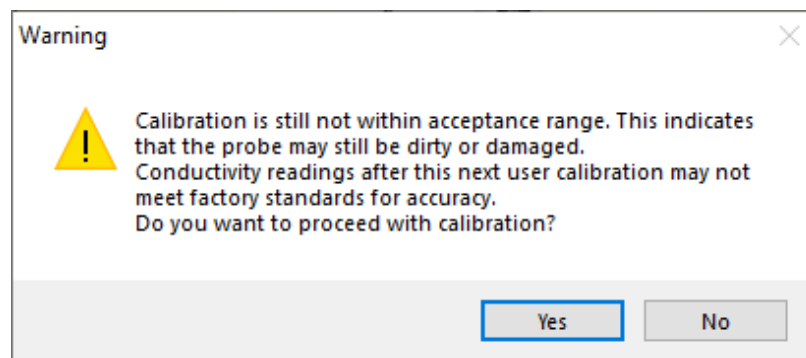 Warning
Calibration is still not within acceptance range. This indicates
that the probe may still be dirty or damaged.
Conductivity readings after this next user calibration may not
meet factory standards for accuracy.
Do you want to proceed with calibration?
Yes
No